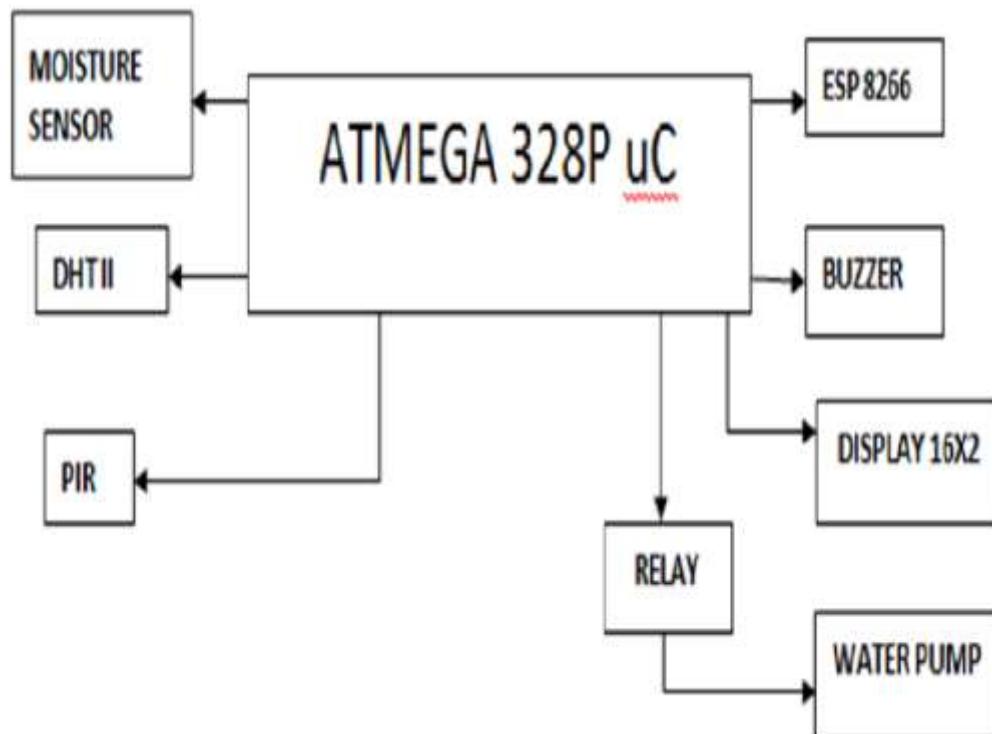 MOISTURE
SENSOR
ATMEGA 328P uC
ESP 8266
DHT II
BUZZER
PIR
DISPLAY 16X2
RELAY
WATER PUMP